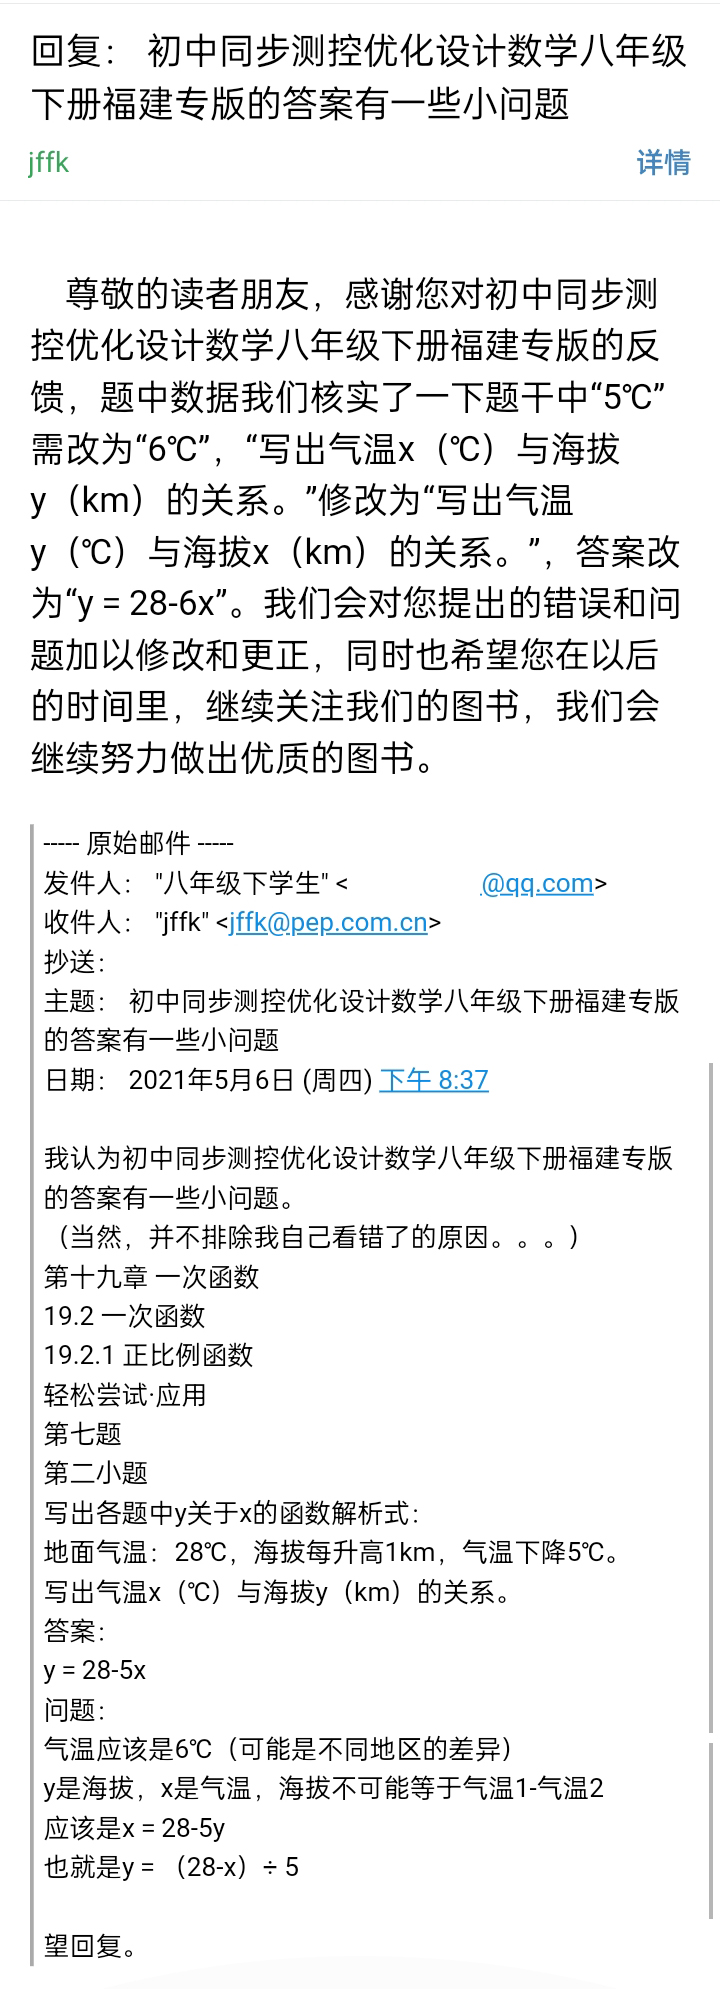 回复： 初中同步测控优化设计数学八年级
下册福建专版的答案有一些小问题
jffk
详情
尊敬的读者朋友，感谢您对初中同步测
控优化设计数学八年级下册福建专版的反
馈，题中数据我们核实了一下题干中“5℃”
需改为“6℃”，“写出气温x（℃）与海拔
y（km）的关系。”修改为“写出气温
y（℃）与海拔x（km）的关系。”，答案改
为“y = 28-6x”。我们会对您提出的错误和问
题加以修改和更正，同时也希望您在以后
的时间里，继续关注我们的图书，我们会
继续努力做出优质的图书。
----- 原始邮件 -----
发件人： "八年级下学生" < @qq.com>
收件人： "jffk" <jffk@pep.com.cn>
抄送：
主题： 初中同步测控优化设计数学八年级下册福建专版
的答案有一些小问题
日期： 2021年5月6日 (周四) 下午 8:37
我认为初中同步测控优化设计数学八年级下册福建专版
的答案有一些小问题。
（当然，并不排除我自己看错了的原因。。。）
第十九章 一次函数
19.2 一次函数
19.2.1 正比例函数
轻松尝试·应用
第七题
第二小题
写出各题中y关于x的函数解析式：
地面气温：28℃，海拔每升高1km，气温下降5℃。
写出气温x（℃）与海拔y（km）的关系。
答案：
y = 28-5x
问题：
气温应该是6℃（可能是不同地区的差异）
y是海拔，x是气温，海拔不可能等于气温1-气温2
应该是x = 28-5y
也就是y = （28-x）÷ 5
望回复。